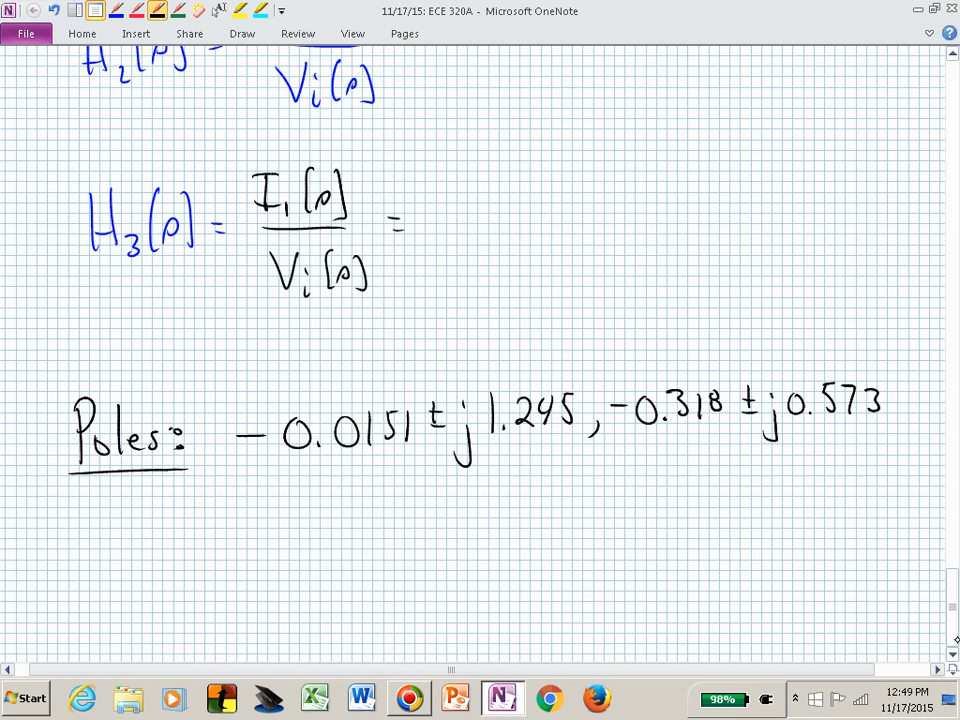 11/17/15: ECE 320A - Microsoft OneNote
File Home Insert Share Draw Review View Pages
H2(s) =
Vi(s)
I1(s)
H3(s) = =
Vi(s)
Poles: - 0.0151 ± j1.245, -0.318 ± j0.573
Start 98% 12:49 PM
11/17/2015